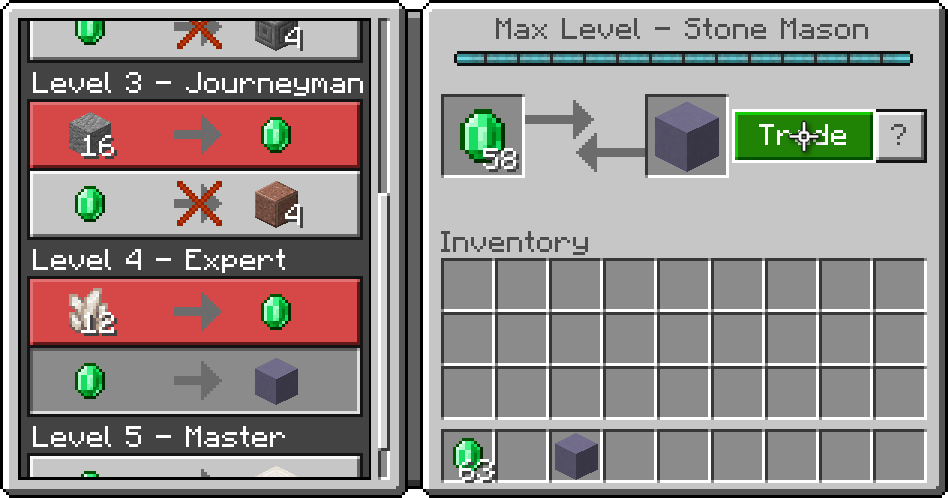 4
Max Level - Stone Mason
Level 3 - Journeyman
16
58
Trade
?
4
Inventory
Level 4 - Expert
12
Level 5 - Master
63